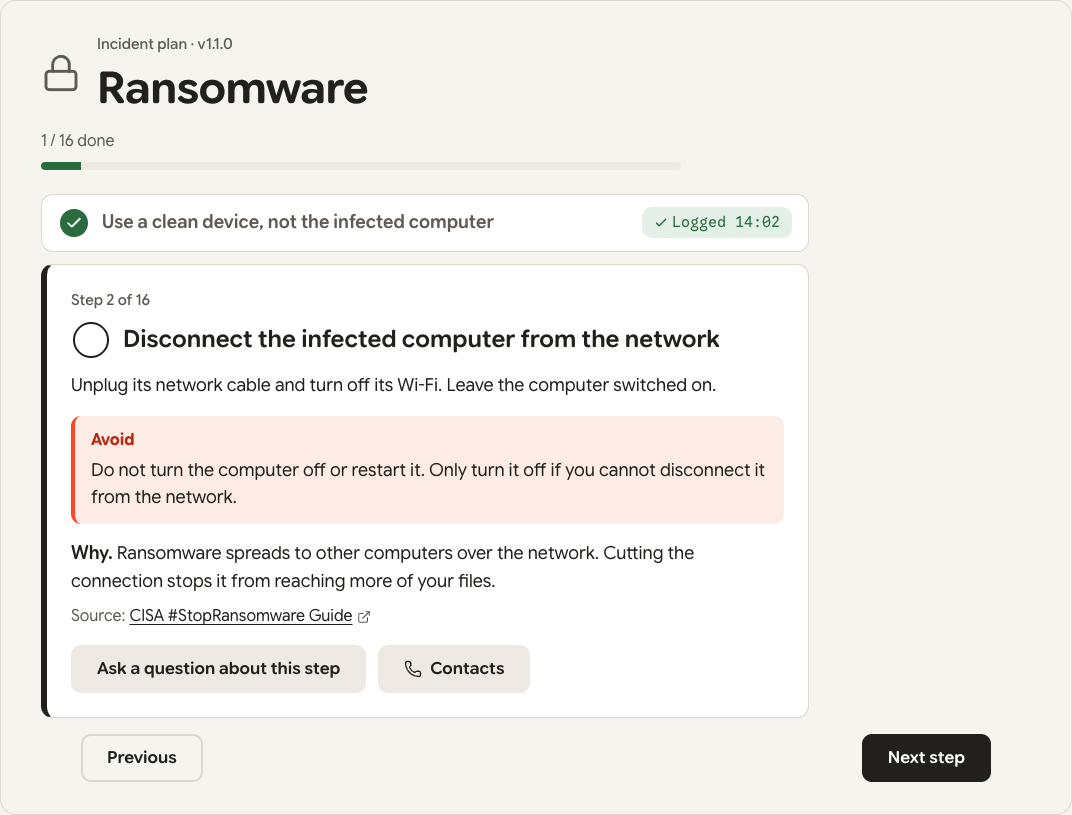 Incident plan · v1.1.0
Ransomware
1 / 16 done
Use a clean device, not the infected computer
Logged 14:02
Step 2 of 16
Disconnect the infected computer from the network
Unplug its network cable and turn off its Wi-Fi. Leave the computer switched on.
Avoid
Do not turn the computer off or restart it. Only turn it off if you cannot disconnect it
from the network.
Why. Ransomware spreads to other computers over the network. Cutting the
connection stops it from reaching more of your files.
Source: CISA #StopRansomware Guide
Ask a question about this step
Contacts
Previous
Next step